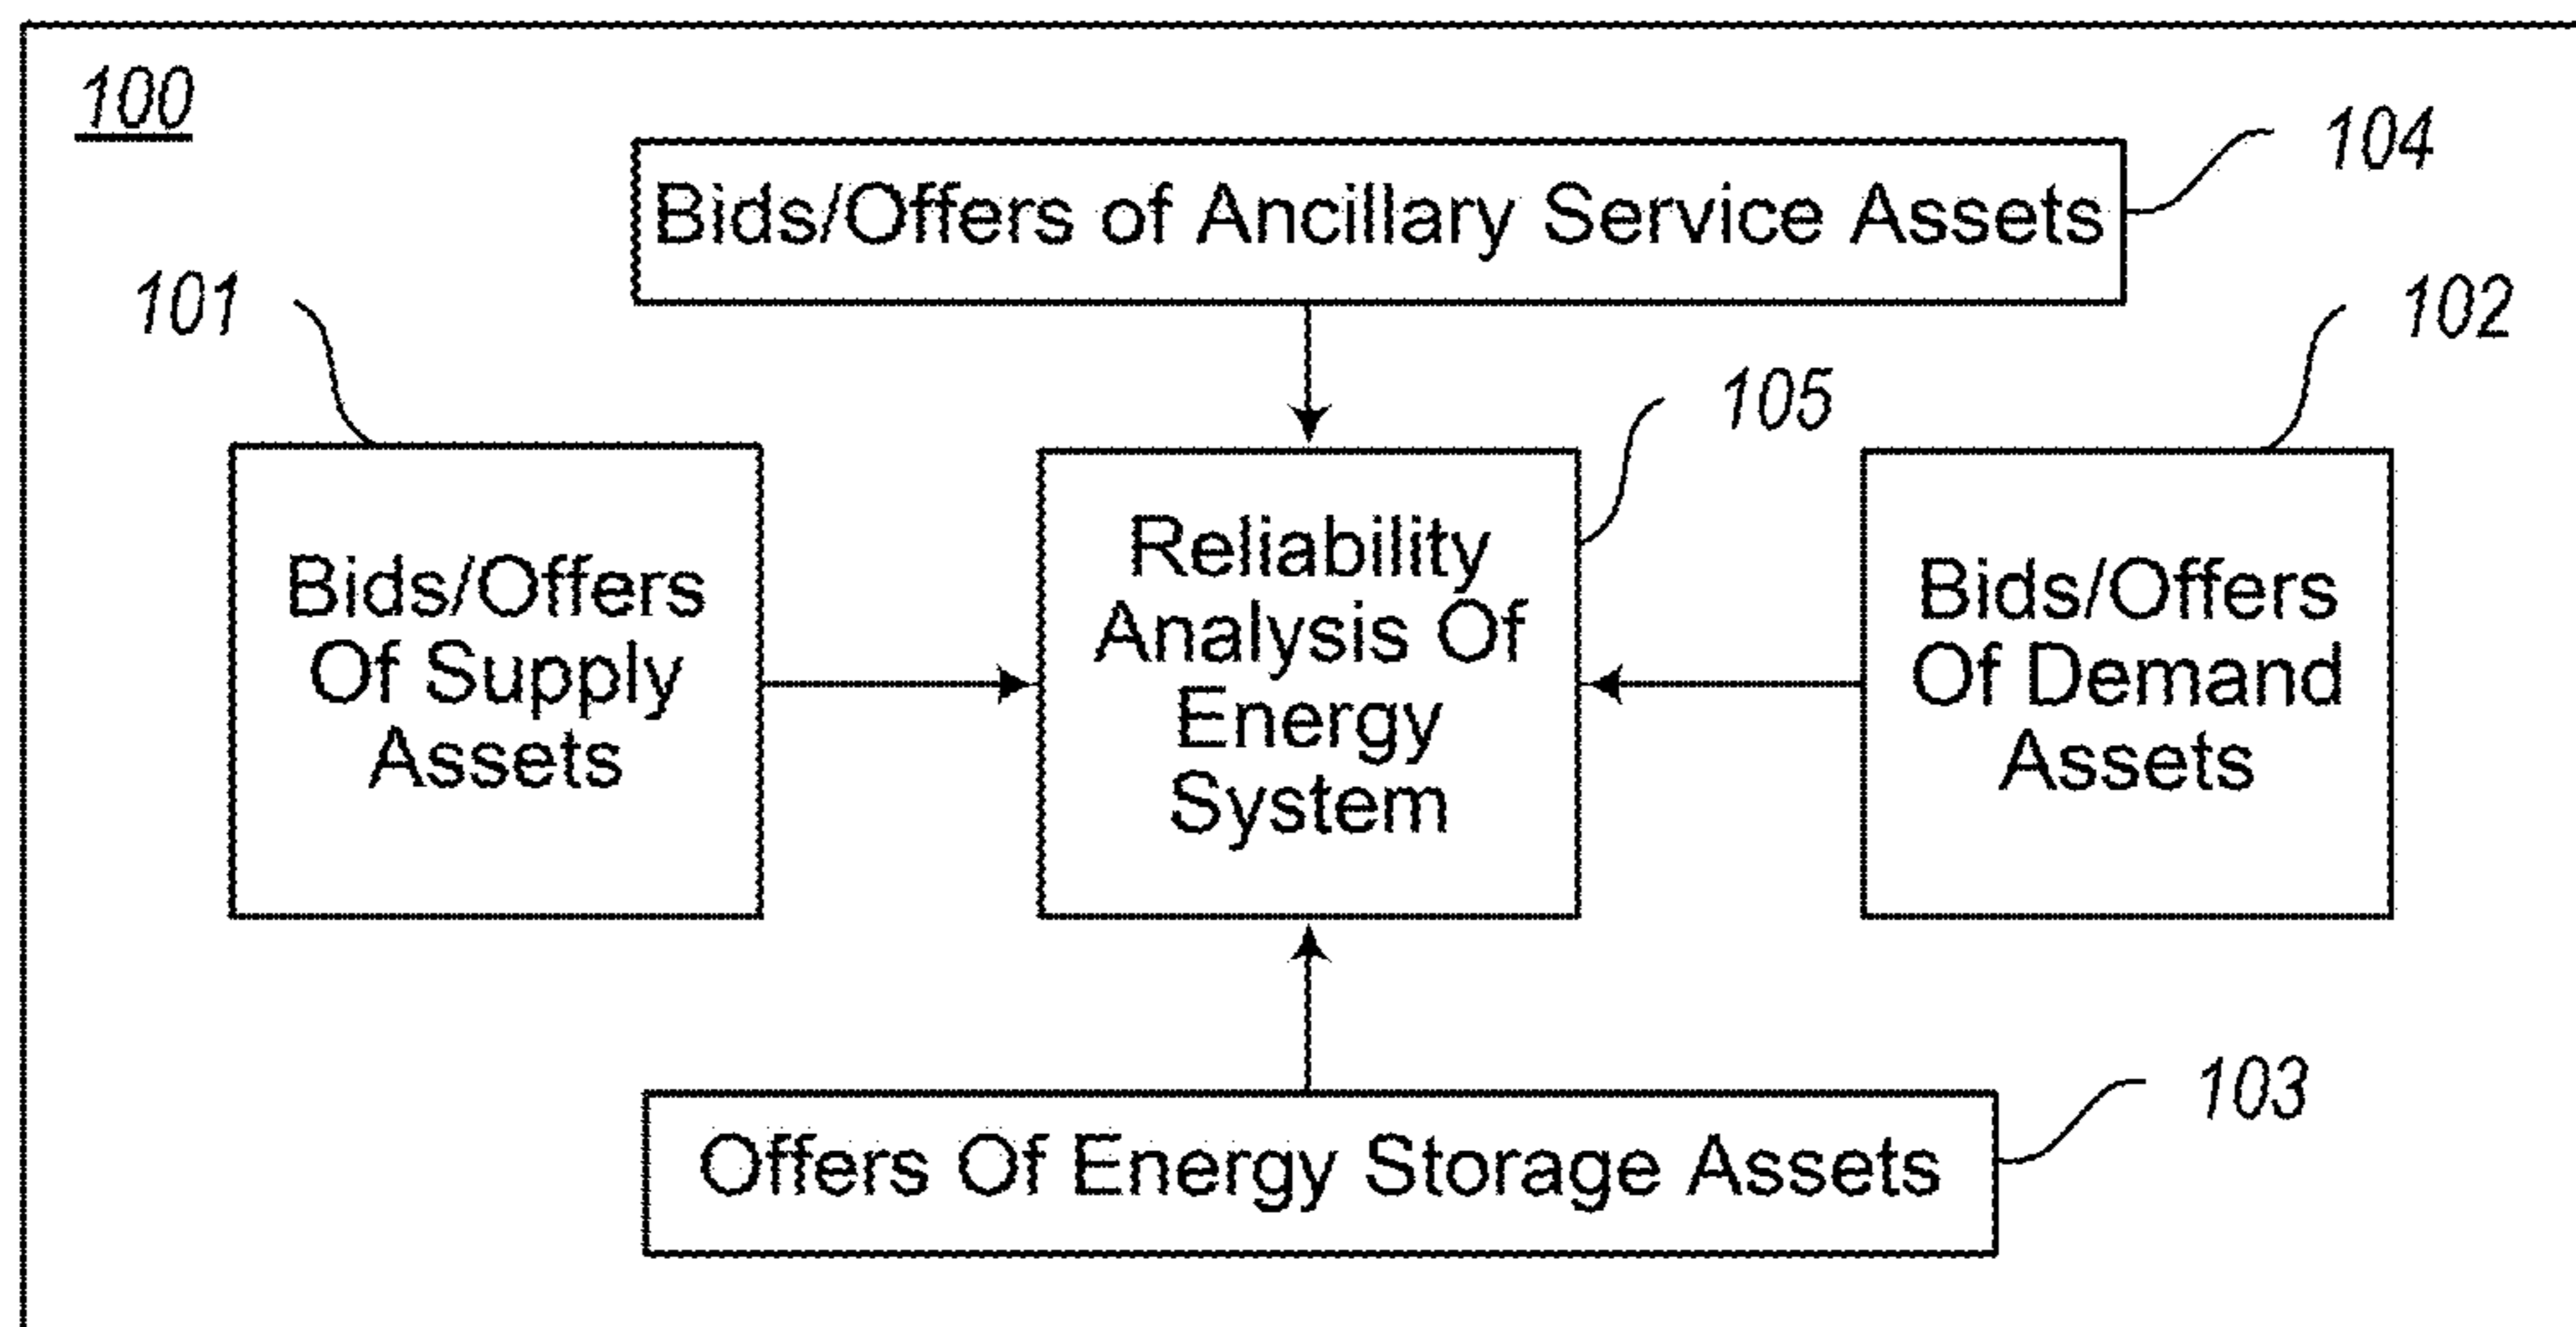 100
Bids/Offers of Ancillary Service Assets
104
101
102
105
Bids/Offers
Of Supply
Assets
Reliability
Analysis Of
Energy
System
Bids/Offers
Of Demand
Assets
Offers Of Energy Storage Assets
103